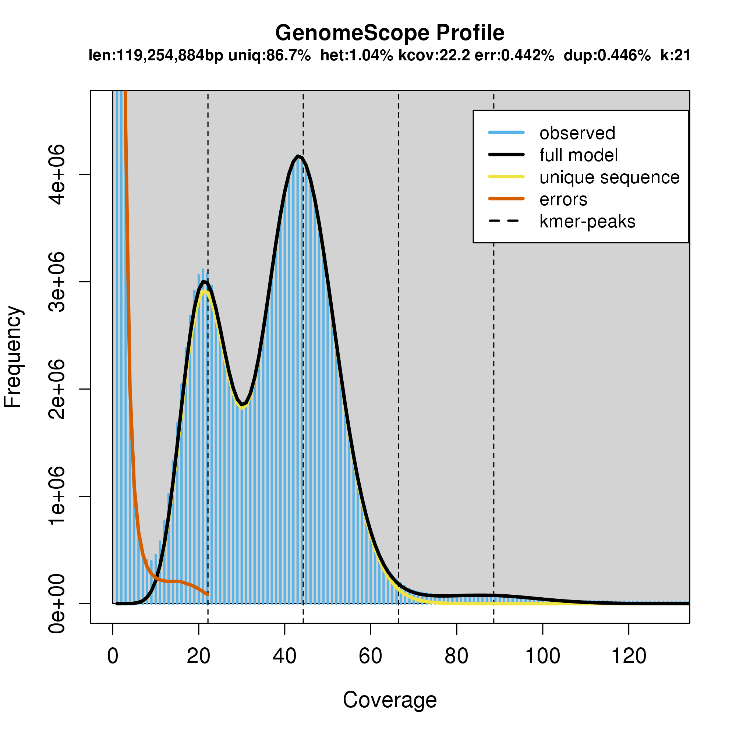 GenomeScope Profile
len:119,254,884bp uniq:86.7% het:1.04% kcov:22.2 err:0.442% dup:0.446% k:21
observed
full model
unique sequence
errors
kmer-peaks
Frequency
4e+06
3e+06
2e+06
1e+06
0e+00
0 20 40 60 80 100 120
Coverage